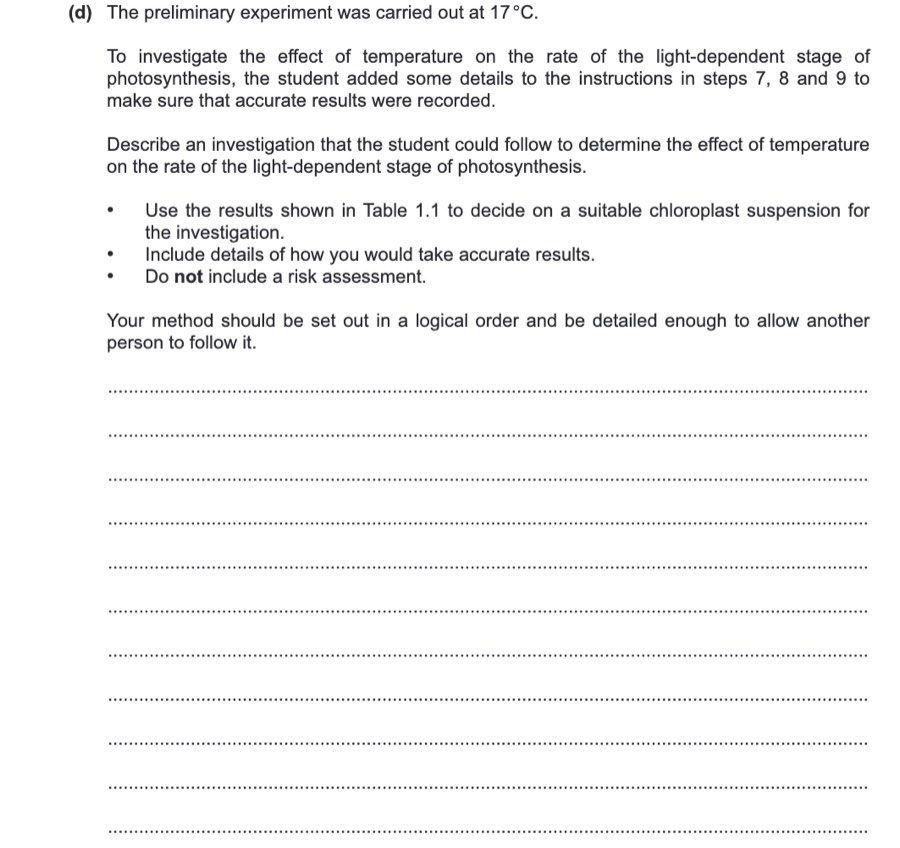 (d) The preliminary experiment was carried out at 17 °C.
To investigate the effect of temperature on the rate of the light-dependent stage of
photosynthesis, the student added some details to the instructions in steps 7, 8 and 9 to
make sure that accurate results were recorded.
Describe an investigation that the student could follow to determine the effect of temperature
on the rate of the light-dependent stage of photosynthesis.
• Use the results shown in Table 1.1 to decide on a suitable chloroplast suspension for
the investigation.
• Include details of how you would take accurate results.
• Do not include a risk assessment.
Your method should be set out in a logical order and be detailed enough to allow another
person to follow it.